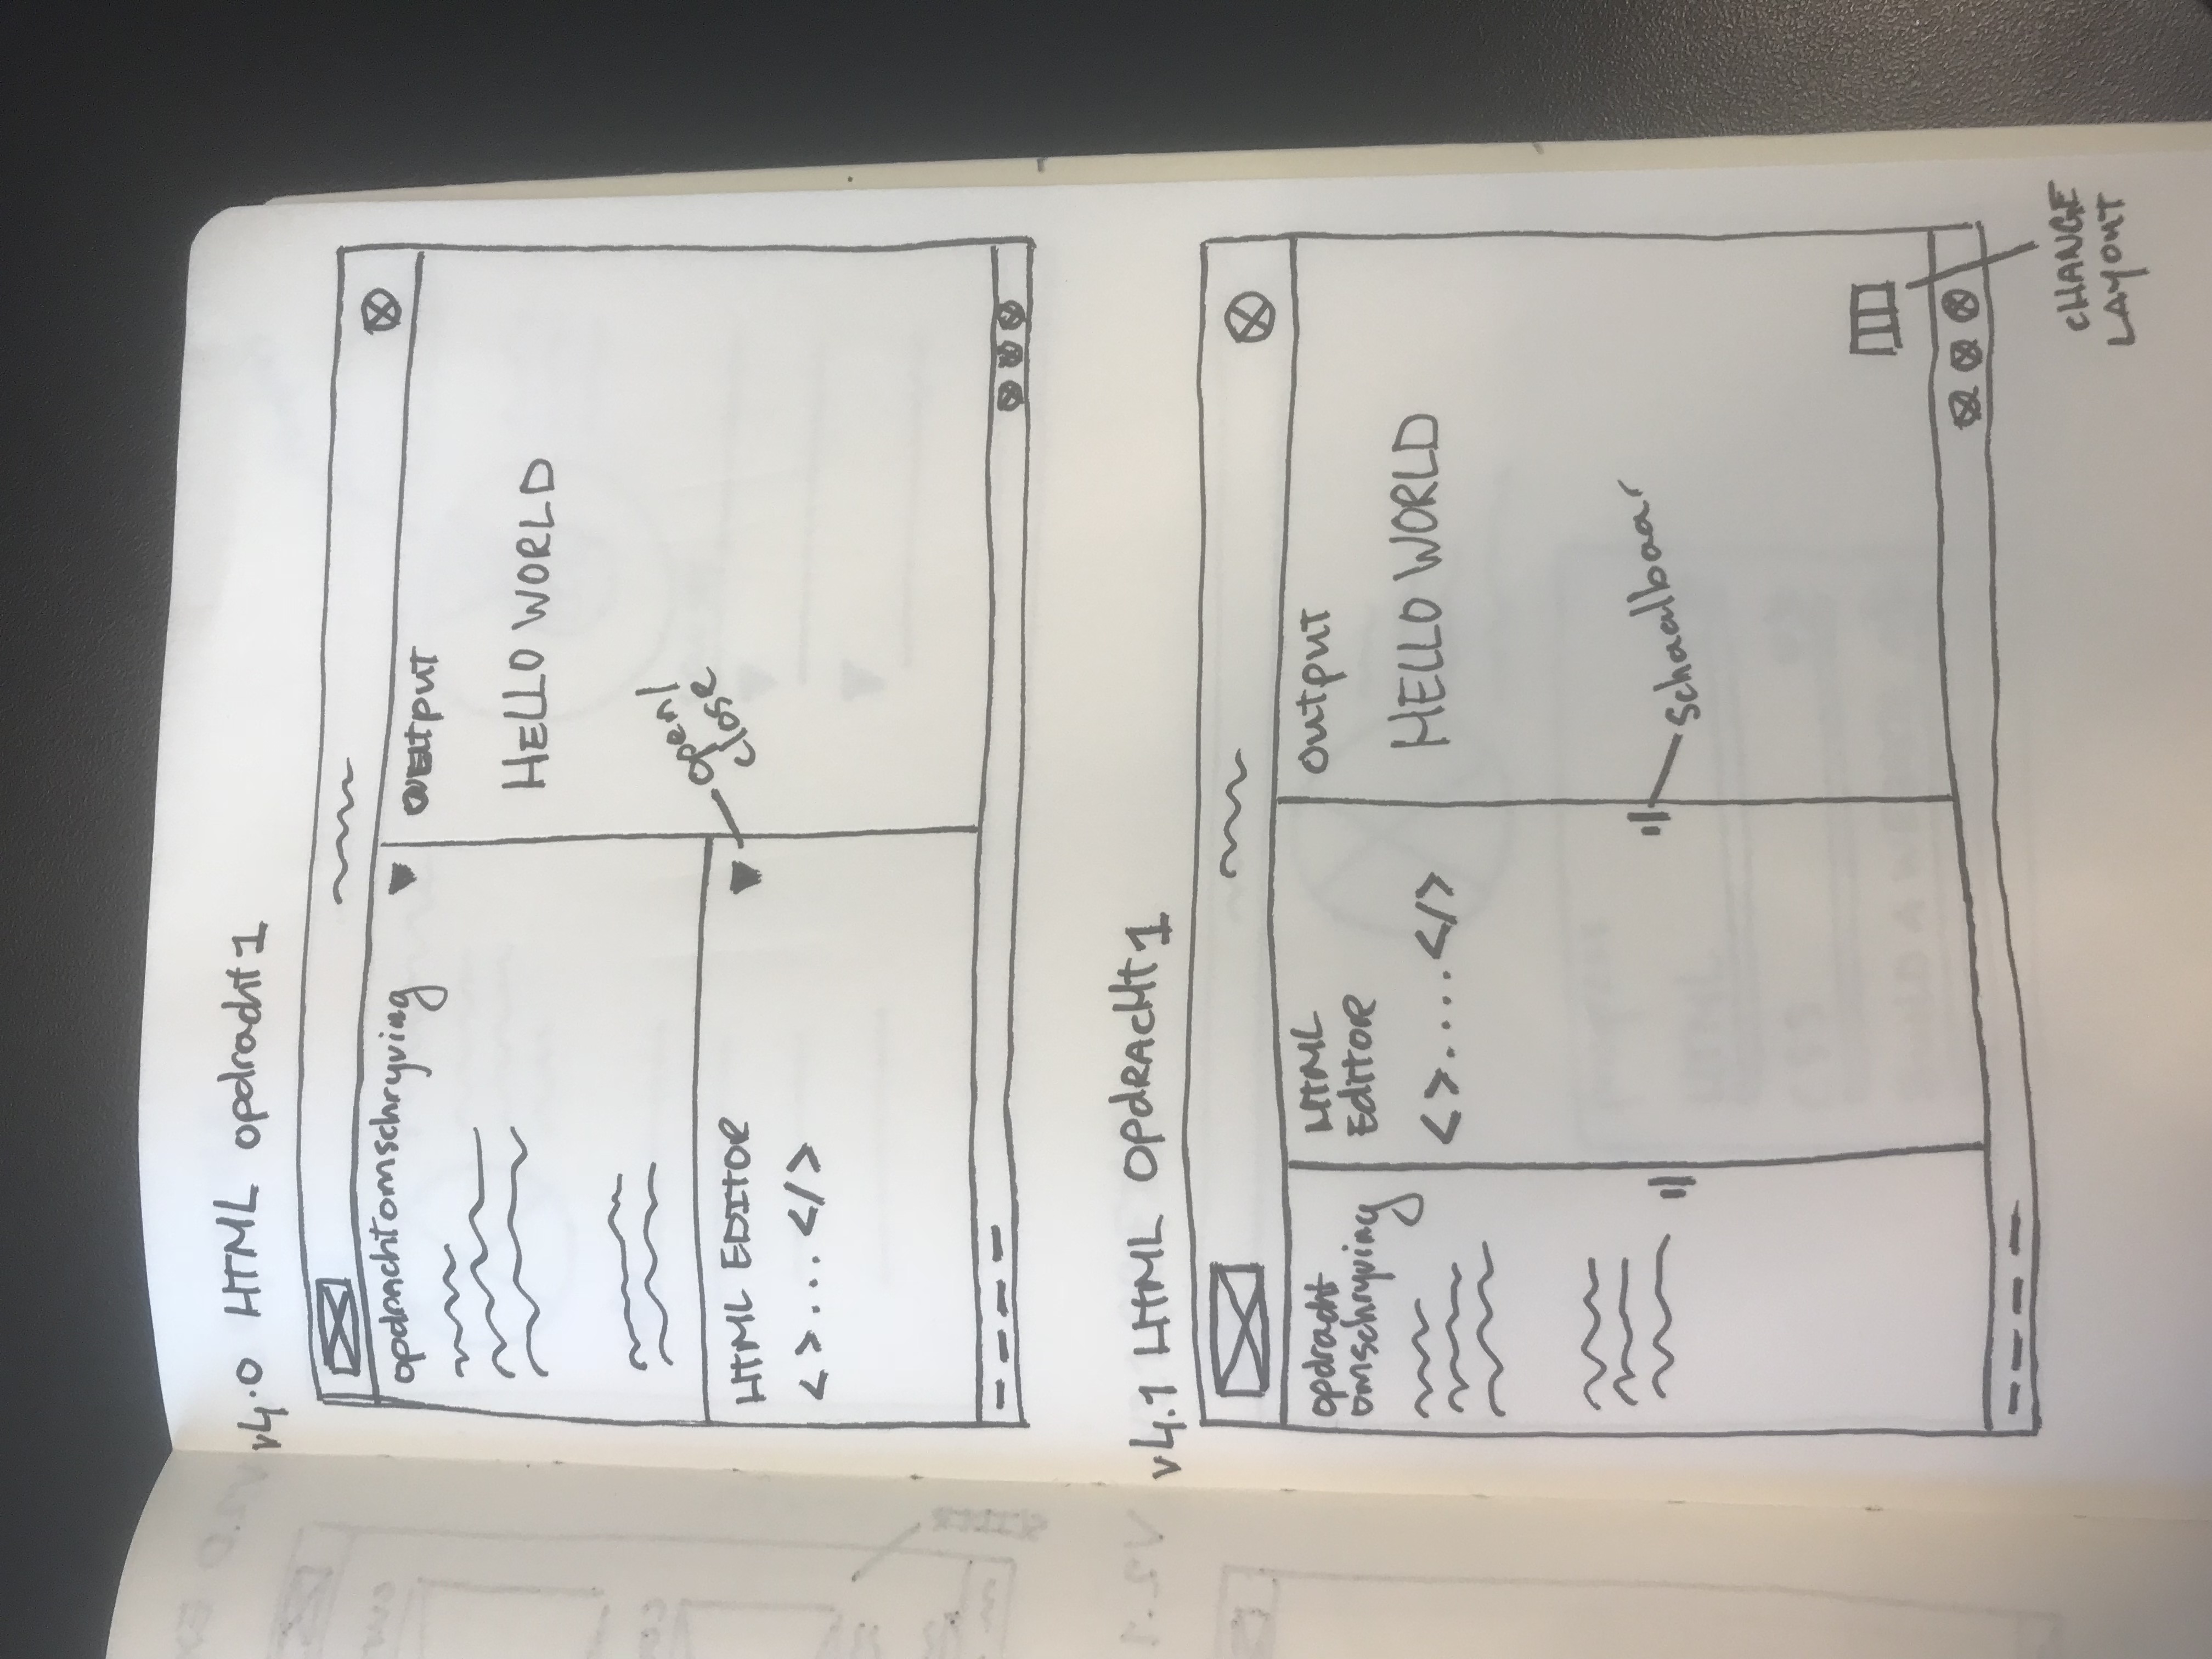 v4.0 HTML opdracht 1
opdrachtomschryving
output
HELLO WORLD
open/
close
HTML EDITOR
<>...</>
v4.1 HTML OPdRAcHt 1
opdracht
omschryving
HTML
EdiTOR
<>....</>
OUtput
HELLO WORLD
Schaalbaar
cHANGE
LAyOUT